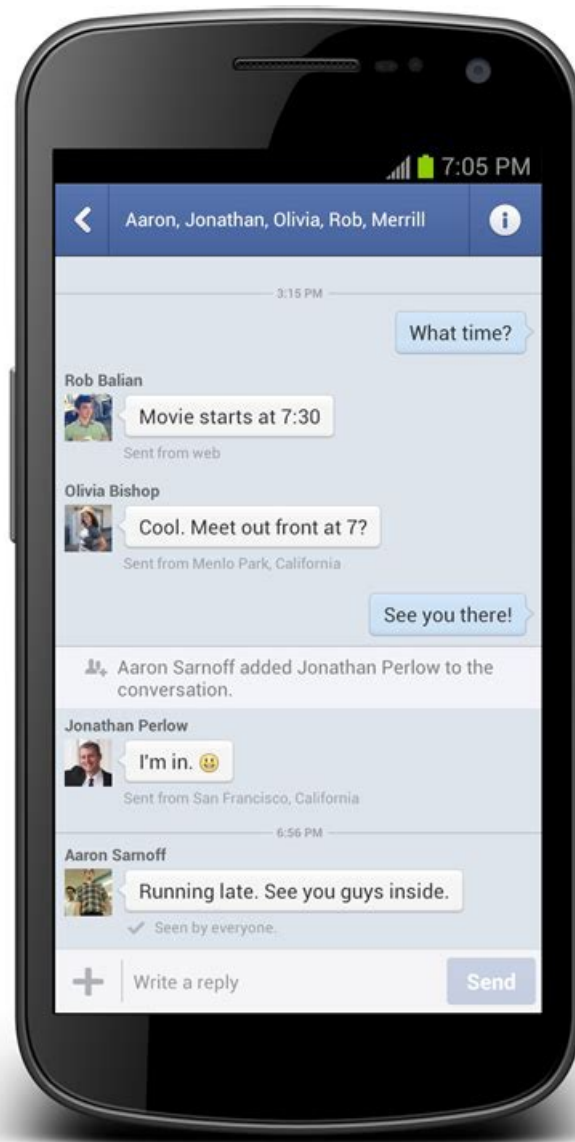 7:05 PM
Aaron, Jonathan, Olivia, Rob, Merrill
3:15 PM
What time?
Rob Balian
Movie starts at 7:30
Sent from web
Olivia Bishop
Cool. Meet out front at 7?
Sent from Menlo Park, California
See you there!
Aaron Sarnoff added Jonathan Perlow to the
conversation.
Jonathan Perlow
I'm in.
Sent from San Francisco, California
6:56 PM
Aaron Sarnoff
Running late. See you guys inside.
Seen by everyone.
Write a reply
Send